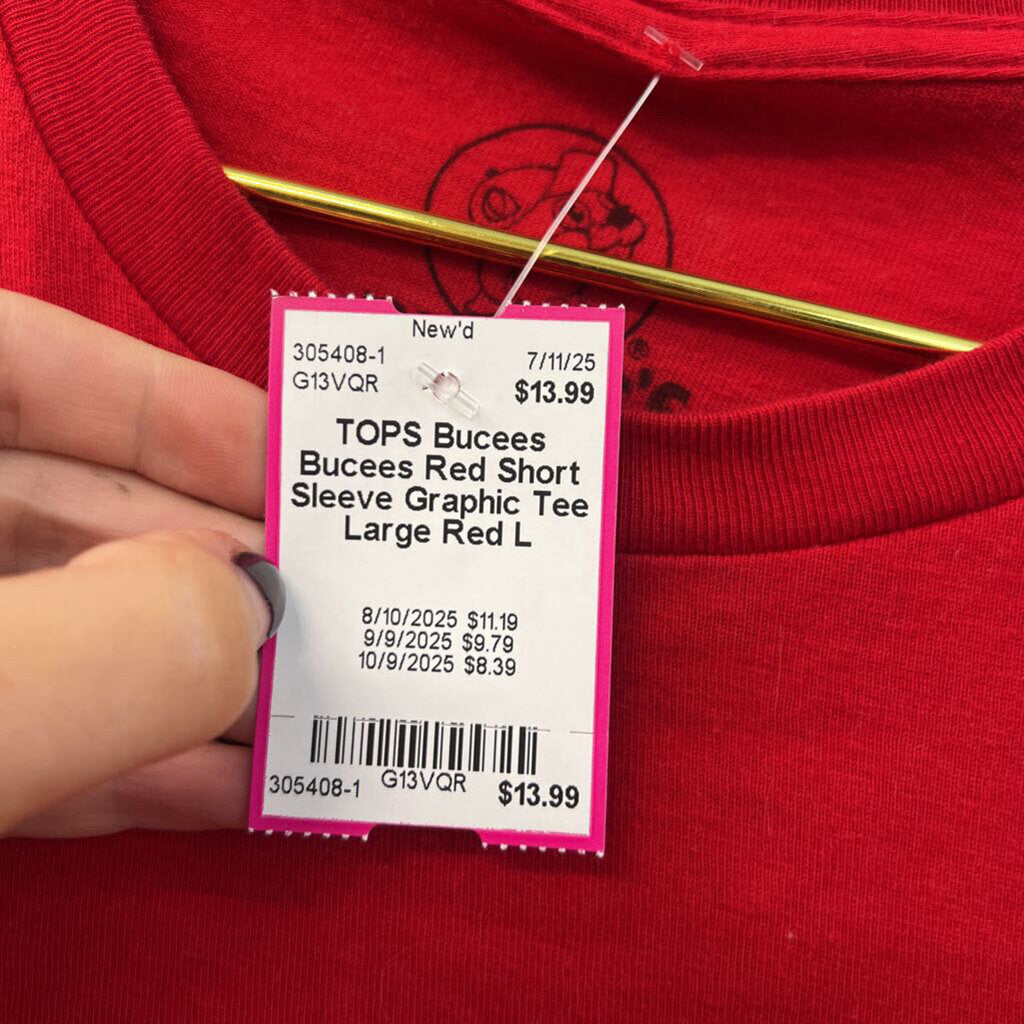 New'd
305408-1 7/11/25
G13VQR $13.99
TOPS Bucees
Bucees Red Short
Sleeve Graphic Tee
Large Red L
8/10/2025 $11.19
9/9/2025 $9.79
10/9/2025 $8.39
305408-1 G13VQR $13.99